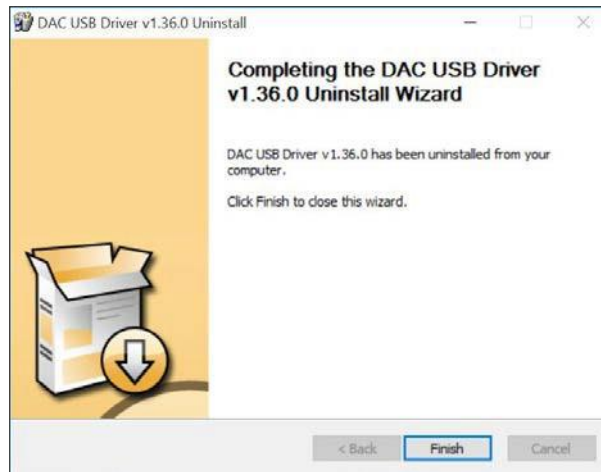 DAC USB Driver v1.36.0 Uninstall
Completing the DAC USB Driver
v1.36.0 Uninstall Wizard
DAC USB Driver v1.36.0 has been uninstalled from your
computer.
Click Finish to close this wizard.
< Back Finish Cancel